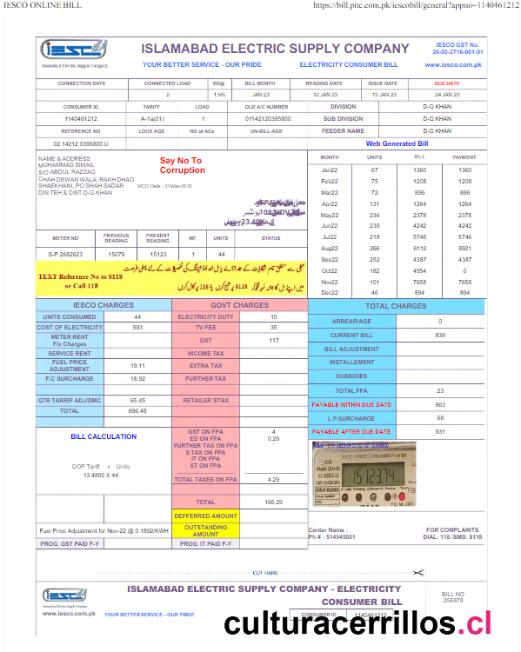 IESCO ONLINE BILL
https://bill.pitc.com.pk/iescobill/general?appno=1140461212
iesco
Islamabad Electric Supply Company
ISLAMABAD ELECTRIC SUPPLY COMPANY
YOUR BETTER SERVICE - OUR PRIDE
ELECTRICITY CONSUMER BILL
IESCO GST No.
26-00-2716-001-91
www.iesco.com.pk
CONNECTION DATE CONNECTED LOAD ED@ BILL MONTH READING DATE ISSUE DATE DUE DATE
2 1.5% JAN 23 12 JAN 23 13 JAN 23 24 JAN 23
CONSUMER ID TARIFF LOAD OLD A/C NUMBER DIVISION D-G KHAN
1140461212 A-1a(01) 1 01142120395800 SUB DIVISION D-G KHAN
REFERENCE NO LOCK AGE NO of ACs UN-BILL-AGE FEEDER NAME D-G KHAN
02 14212 0395800 U
Web Generated Bill
NAME & ADDRESS
MUHAMMAD ISMAIL
S/O ABDUL RAZZAQ
CHAH DEWAN WALA, RAKH DHAO
SHAEKHANI, PO SHAH SADAR
DIN TEH & DIST D-G KHAN
Say No To
Corruption
MCO Date : 31-Mar-2016
METER NO PREVIOUS READING PRESENT READING MF UNITS STATUS
S-P 2682623 15079 15123 1 44
TEXT Reference No to 8118
or Call 118
MONTH UNITS BILL PAYMENT
Jan22 67 1360 1360
Feb22 75 1208 1208
Mar22 72 899 899
Apr22 131 1264 1264
May22 234 2378 2378
Jun22 239 4242 4242
Jul22 218 5746 5746
Aug22 266 6112 8921
Sep22 252 4387 4387
Oct22 182 4554 0
Nov22 101 7658 7658
Dec22 46 894 894
IESCO CHARGES
UNITS CONSUMED 44
COST OF ELECTRICITY 593
METER RENT
Fix Charges
SERVICE RENT
FUEL PRICE ADJUSTMENT 19.11
F.C SURCHARGE 18.92
QTR TARRIF ADJ/DMC 65.45
TOTAL 696.48
BILL CALCULATION
GOP Tariff x Units
13.4800 X 44
Fuel Price Adjustment for Nov-22 @ 0.1892/KWH
PROG. GST PAID F-Y
GOVT CHARGES
ELECTRICITY DUTY 10
TV FEE 35
GST 117
INCOME TAX
EXTRA TAX
FURTHER TAX
RETAILER STAX
GST ON FPA 4
ED ON FPA 0.29
FURTHER TAX ON FPA
S.TAX ON FPA
IT ON FPA
ET ON FPA
TOTAL TAXES ON FPA 4.29
TOTAL 166.29
DEFFERRED AMOUNT
OUTSTANDING AMOUNT
PROG. IT PAID F-Y
TOTAL CHARGES
ARREAR/AGE 0
CURRENT BILL 839
BILL ADJUSTMENT
INSTALLEMENT
SUBSIDIES
TOTAL FPA 23
PAYABLE WITHIN DUE DATE 863
L.P.SURCHARGE 68
PAYABLE AFTER DUE DATE 931
Center Name :
Ph # : 514545001
FOR COMPLAINTS
DIAL: 118 /SMS: 8118
CUT HERE
iesco
www.iesco.com.pk
ISLAMABAD ELECTRIC SUPPLY COMPANY - ELECTRICITY
CONSUMER BILL
YOUR BETTER SERVICE - OUR PRIDE
CONSUMER ID 1140461212
BILL NO
culturacerrillos.cl